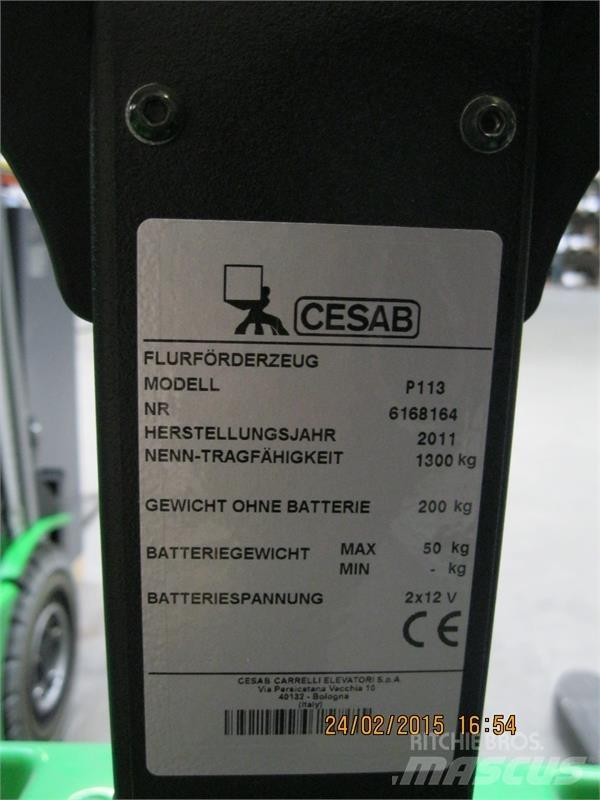 CESAB
FLURFÖRDERZEUG
MODELL P113
NR 6168164
HERSTELLUNGSJAHR 2011
NENN-TRAGFÄHIGKEIT 1300 kg
GEWICHT OHNE BATTERIE 200 kg
BATTERIEGEWICHT MAX 50 kg
MIN - kg
BATTERIESPANNUNG 2x12 V
CE
CESAB CARRELLI ELEVATORI S.p.A.
Via Persicetana Vecchia 10
40132 - Bologna
(Italy)
24/02/2015 16:54
RITCHIE BROS.
MASCUS